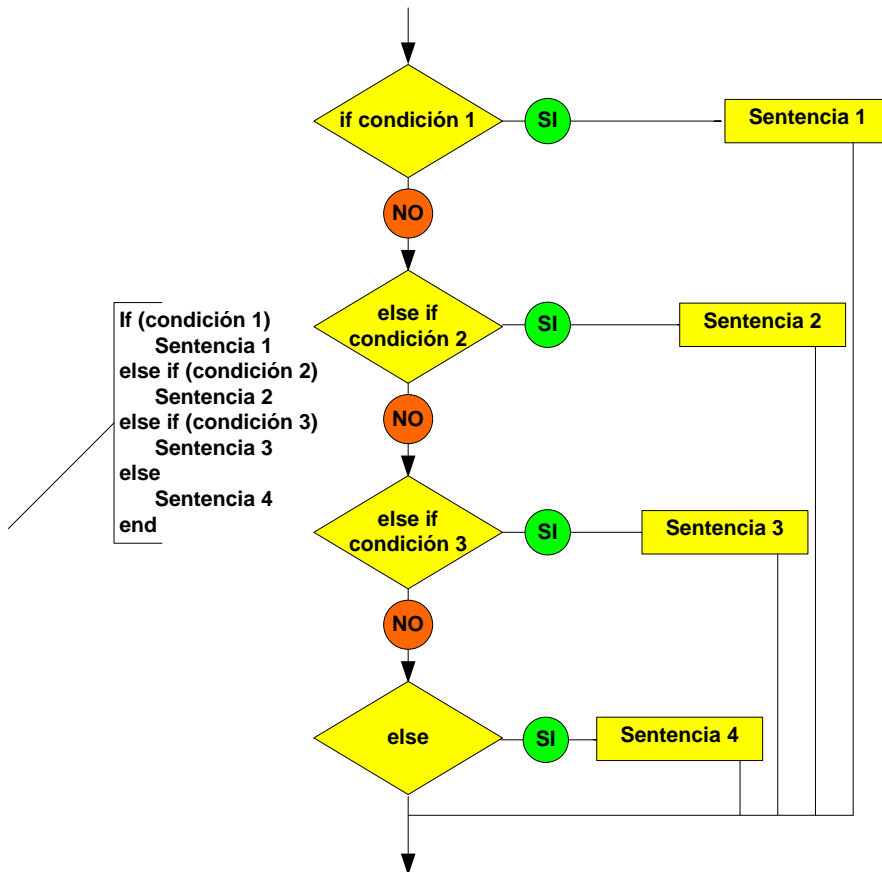 if condición 1
SI
Sentencia 1
NO
else if
condición 2
SI
Sentencia 2
If (condición 1)
Sentencia 1
else if (condición 2)
Sentencia 2
else if (condición 3)
Sentencia 3
else
Sentencia 4
end
NO
else if
condición 3
SI
Sentencia 3
NO
else
SI
Sentencia 4